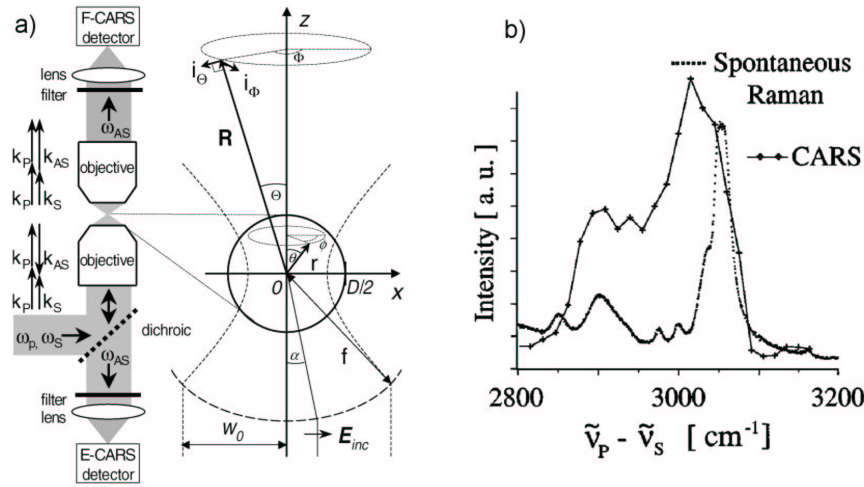 a)
F-CARS
detector
lens
filter
ω_AS
k_P
k_AS
k_P
k_S
objective
objective
k_P
k_AS
k_P
k_S
ω_p, ω_S
dichroic
ω_AS
filter
lens
E-CARS
detector
z
Φ
i_Θ
i_Φ
R
Θ
ϕ
θ
r
0
D/2
x
α
f
w_0
E_inc
b)
Spontaneous
Raman
CARS
Intensity [ a. u. ]
2800
3000
3200
ν̃_P - ν̃_S [ cm⁻¹ ]